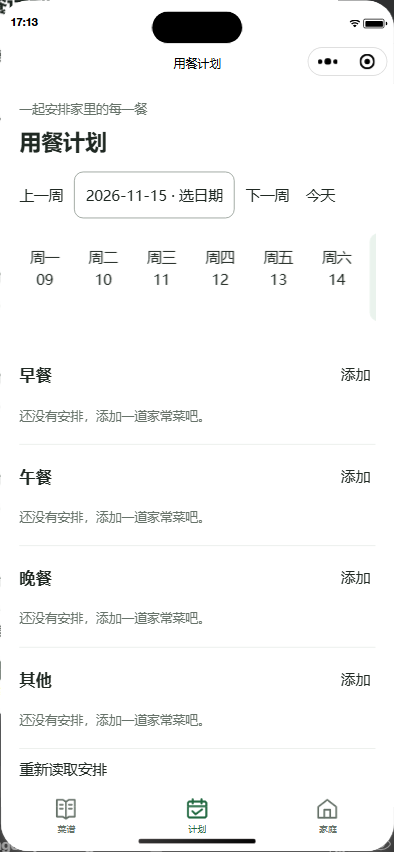 17:13
用餐计划
一起安排家里的每一餐
用餐计划
上一周 2026-11-15 · 选日期 下一周 今天
周一 周二 周三 周四 周五 周六
09 10 11 12 13 14
早餐 添加
还没有安排，添加一道家常菜吧。
午餐 添加
还没有安排，添加一道家常菜吧。
晚餐 添加
还没有安排，添加一道家常菜吧。
其他 添加
还没有安排，添加一道家常菜吧。
重新读取安排
菜谱 计划 家庭